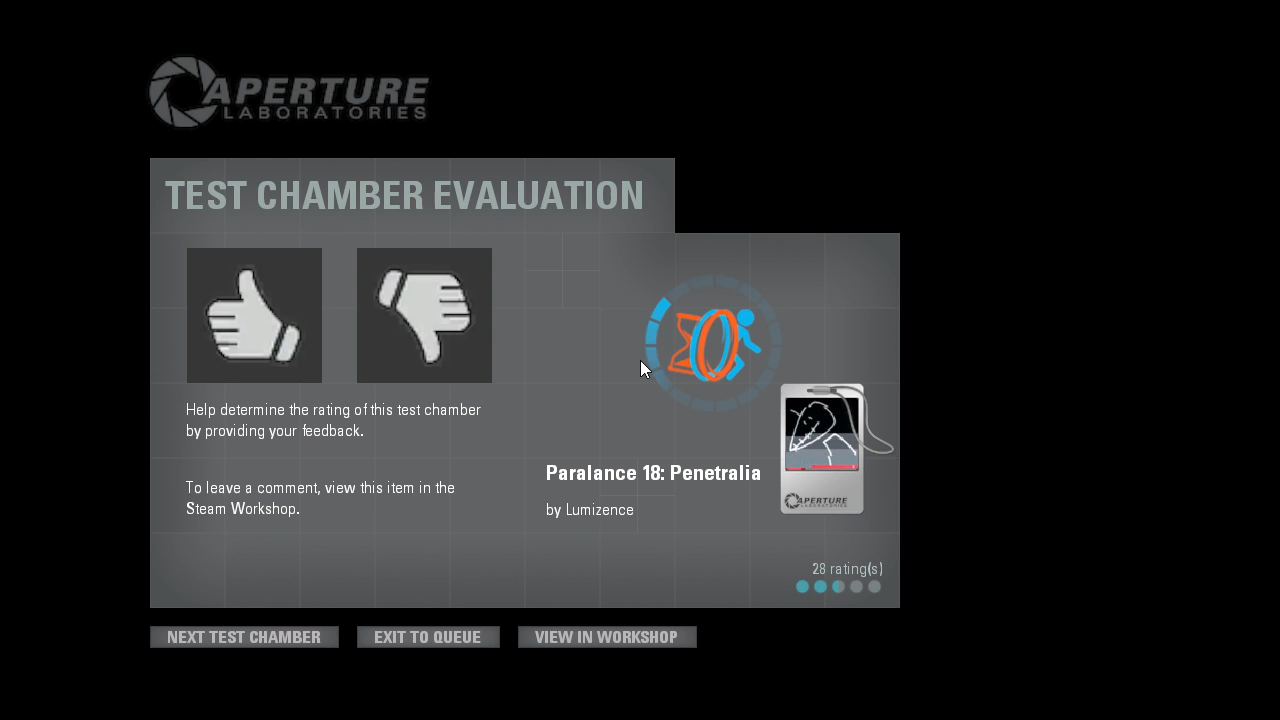 APERTURE
LABORATORIES
TEST CHAMBER EVALUATION
Help determine the rating of this test chamber
by providing your feedback.
To leave a comment, view this item in the
Steam Workshop.
Paralance 18: Penetralia
by Lumizence
APERTURE
LABORATORIES
28 rating(s)
NEXT TEST CHAMBER
EXIT TO QUEUE
VIEW IN WORKSHOP